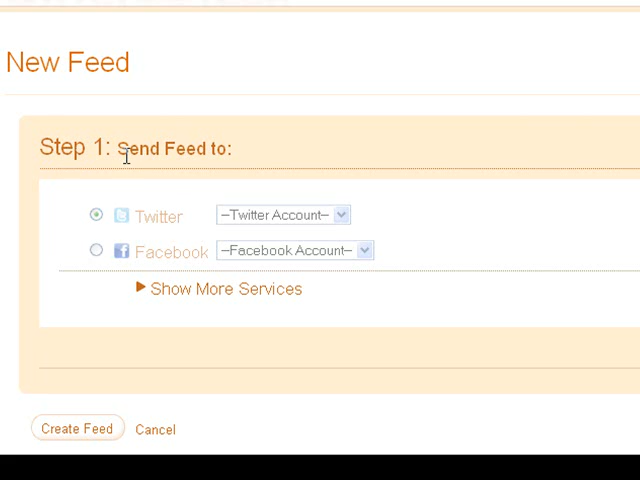 New Feed
Step 1: Send Feed to:
Twitter --Twitter Account--
Facebook --Facebook Account--
Show More Services
Create Feed Cancel